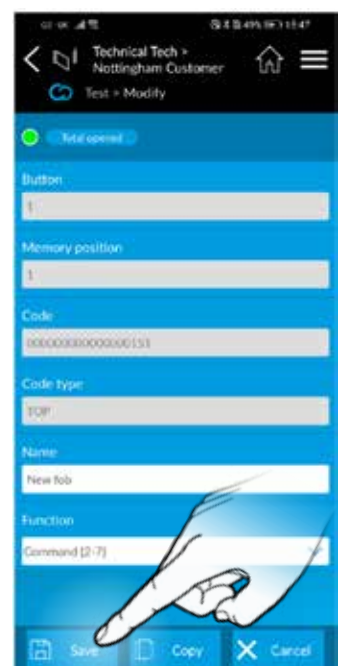 Technical Tech >
Nottingham Customer
Test > Modify
Total opened
Button
1
Memory position
1
Code
Code type
TOP
Name
New fob
Function
Command [2-7]
Save
Copy
Cancel